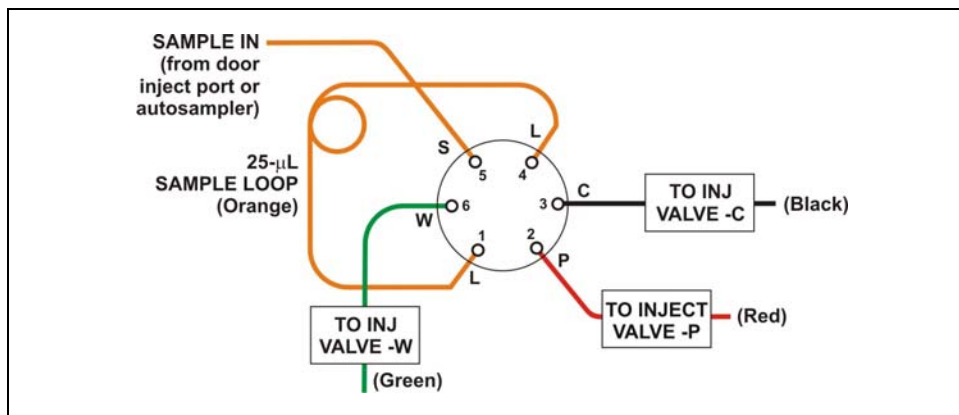 SAMPLE IN
(from door
inject port or
autosampler)
25-μL
SAMPLE LOOP
(Orange)
S
L
5
4
C
3
TO INJ
VALVE -C
(Black)
6
W
1
2
P
L
TO INJECT
VALVE -P
(Red)
TO INJ
VALVE -W
(Green)